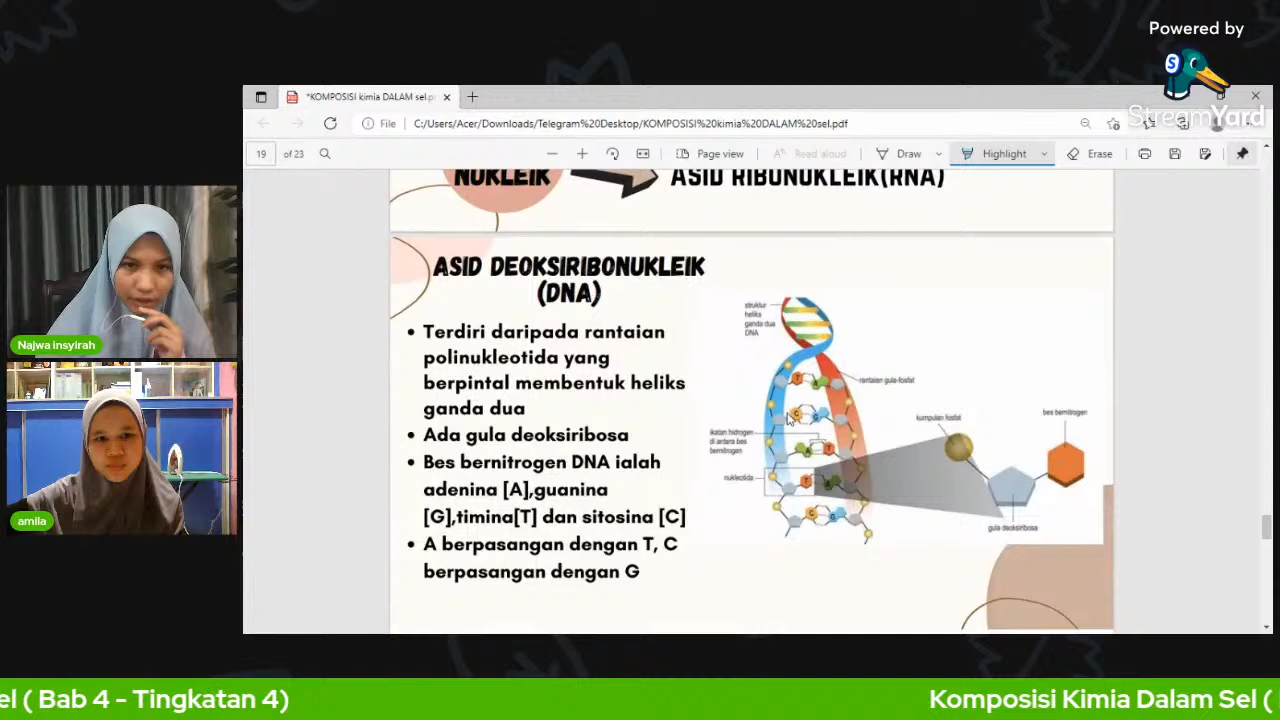 Powered by
StreamYard
*KOMPOSISI kimia DALAM sel.p
File
C:/Users/Acer/Downloads/Telegram%20Desktop/KOMPOSISI%20kimia%20DALAM%20sel.pdf
19 of 23
Page view
Read aloud
Draw
Highlight
Erase
NUKLEIK
ASID RIBONUKLEIK(RNA)
ASID DEOKSIRIBONUKLEIK
(DNA)
• Terdiri daripada rantaian
polinukleotida yang
berpintal membentuk heliks
ganda dua
• Ada gula deoksiribosa
• Bes bernitrogen DNA ialah
adenina [A],guanina
[G],timina[T] dan sitosina [C]
• A berpasangan dengan T, C
berpasangan dengan G
struktur
heliks
ganda dua
DNA
rantaian gula-fosfat
T A
G
ikatan hidrogen
di antara bes
bernitrogen
A T
nukleotida
T A
C G
kumpulan fosfat
bes bernitrogen
gula deoksiribosa
Najwa insyirah
amila
el ( Bab 4 - Tingkatan 4)
Komposisi Kimia Dalam Sel (